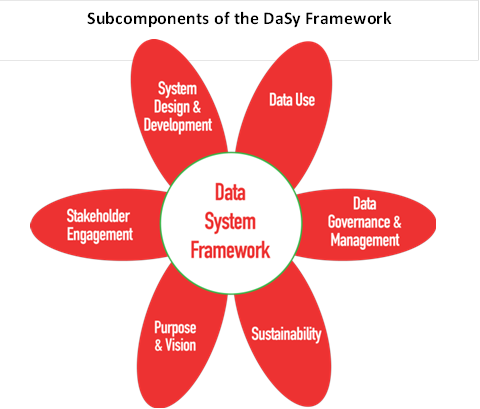 Subcomponents of the DaSy Framework
System
Design &
Development
Data Use
Data
System
Framework
Stakeholder
Engagement
Data
Governance &
Management
Purpose
& Vision
Sustainability